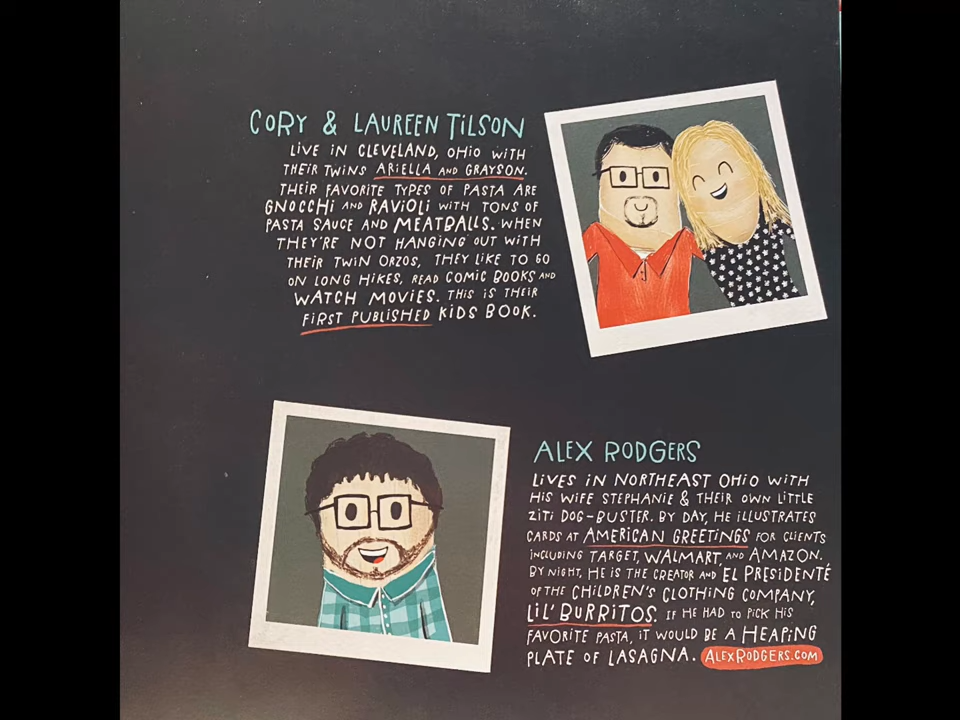 CORY & LAUREEN TILSON
LIVE IN CLEVELAND, OHIO WITH
THEIR TWINS ARIELLA AND GRAYSON.
THEIR FAVORITE TYPES OF PASTA ARE
GNOCCHI AND RAVIOLI WITH TONS OF
PASTA SAUCE AND MEATBALLS. WHEN
THEY'RE NOT HANGING OUT WITH
THEIR TWIN ORZOS, THEY LIKE TO GO
ON LONG HIKES, READ COMIC BOOKS AND
WATCH MOVIES. THIS IS THEIR
FIRST PUBLISHED KIDS BOOK.
ALEX RODGERS
LIVES IN NORTHEAST OHIO WITH
HIS WIFE STEPHANIE & THEIR OWN LITTLE
ZITI DOG-BUSTER. BY DAY, HE ILLUSTRATES
CARDS AT AMERICAN GREETINGS FOR CLIENTS
INCLUDING TARGET, WALMART, AND AMAZON.
BY NIGHT, HE IS THE CREATOR AND EL PRESIDENTÉ
OF THE CHILDREN'S CLOTHING COMPANY,
LIL' BURRITOS. IF HE HAD TO PICK HIS
FAVORITE PASTA, IT WOULD BE A HEAPING
PLATE OF LASAGNA. ALEXRODGERS.COM